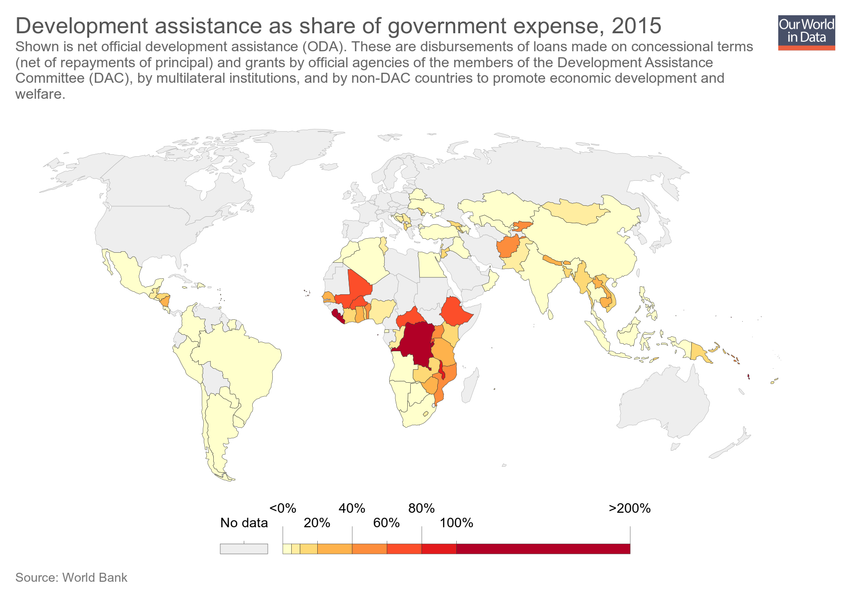 Development assistance as share of government expense, 2015
Our World
in Data
Shown is net official development assistance (ODA). These are disbursements of loans made on concessional terms
(net of repayments of principal) and grants by official agencies of the members of the Development Assistance
Committee (DAC), by multilateral institutions, and by non-DAC countries to promote economic development and
welfare.
<0% 40% 80% >200%
No data 20% 60% 100%
Source: World Bank